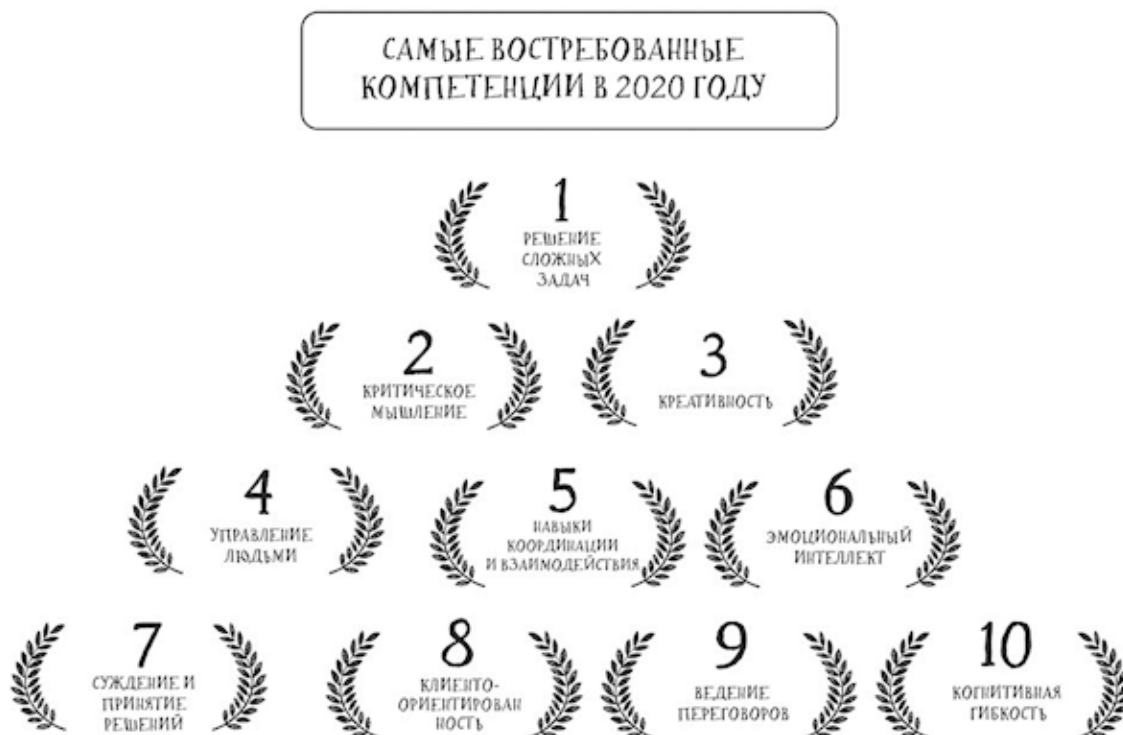 САМЫЕ ВОСТРЕБОВАННЫЕ
КОМПЕТЕНЦИИ В 2020 ГОДУ
1
РЕШЕНИЕ
СЛОЖНЫХ
ЗАДАЧ
2
КРИТИЧЕСКОЕ
МЫШЛЕНИЕ
3
КРЕАТИВНОСТЬ
4
УПРАВЛЕНИЕ
ЛЮДЬМИ
5
НАВЫКИ
КООРДИНАЦИИ
И ВЗАИМОДЕЙСТВИЯ
6
ЭМОЦИОНАЛЬНЫЙ
ИНТЕЛЛЕКТ
7
СУЖДЕНИЕ И
ПРИНЯТИЕ
РЕШЕНИЙ
8
КЛИЕНТО-
ОРИЕНТИРОВАН
НОСТЬ
9
ВЕДЕНИЕ
ПЕРЕГОВОРОВ
10
КОГНИТИВНАЯ
ГИБКОСТЬ